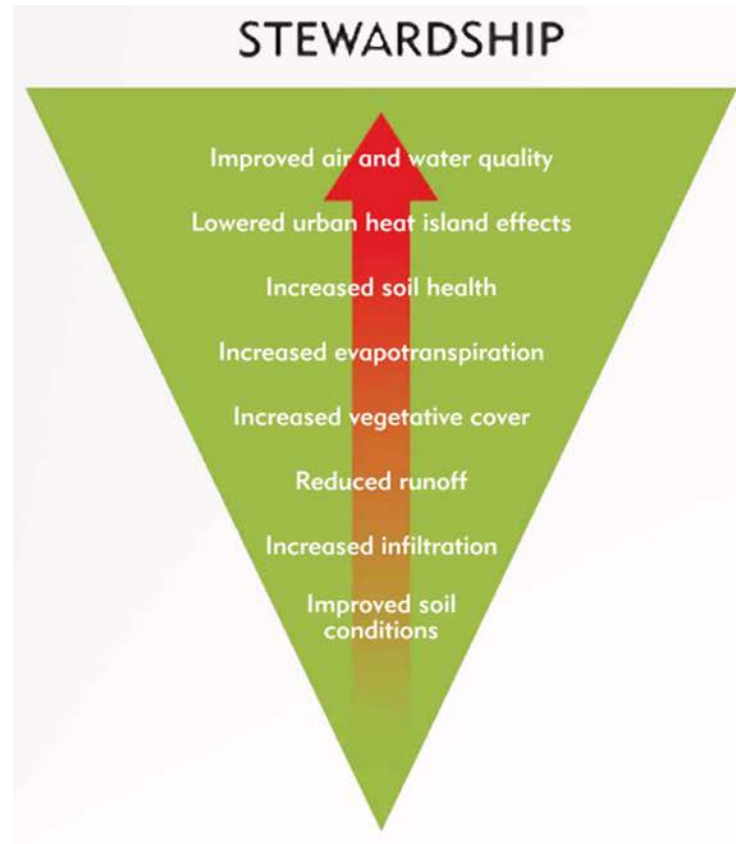 STEWARDSHIP
Improved air and water quality
Lowered urban heat island effects
Increased soil health
Increased evapotranspiration
Increased vegetative cover
Reduced runoff
Increased infiltration
Improved soil
conditions